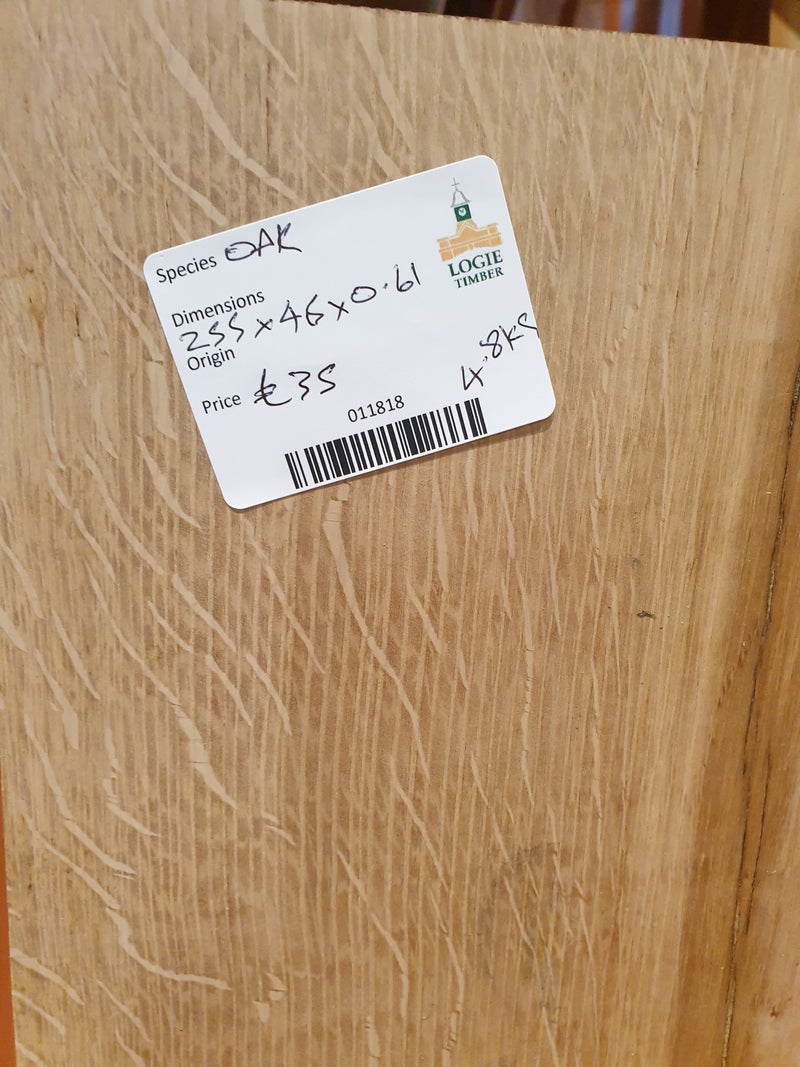 Species OAK
LOGIE
TIMBER
Dimensions
255 x 46 x 0.61
Origin
Price £35
4.8KS
011818